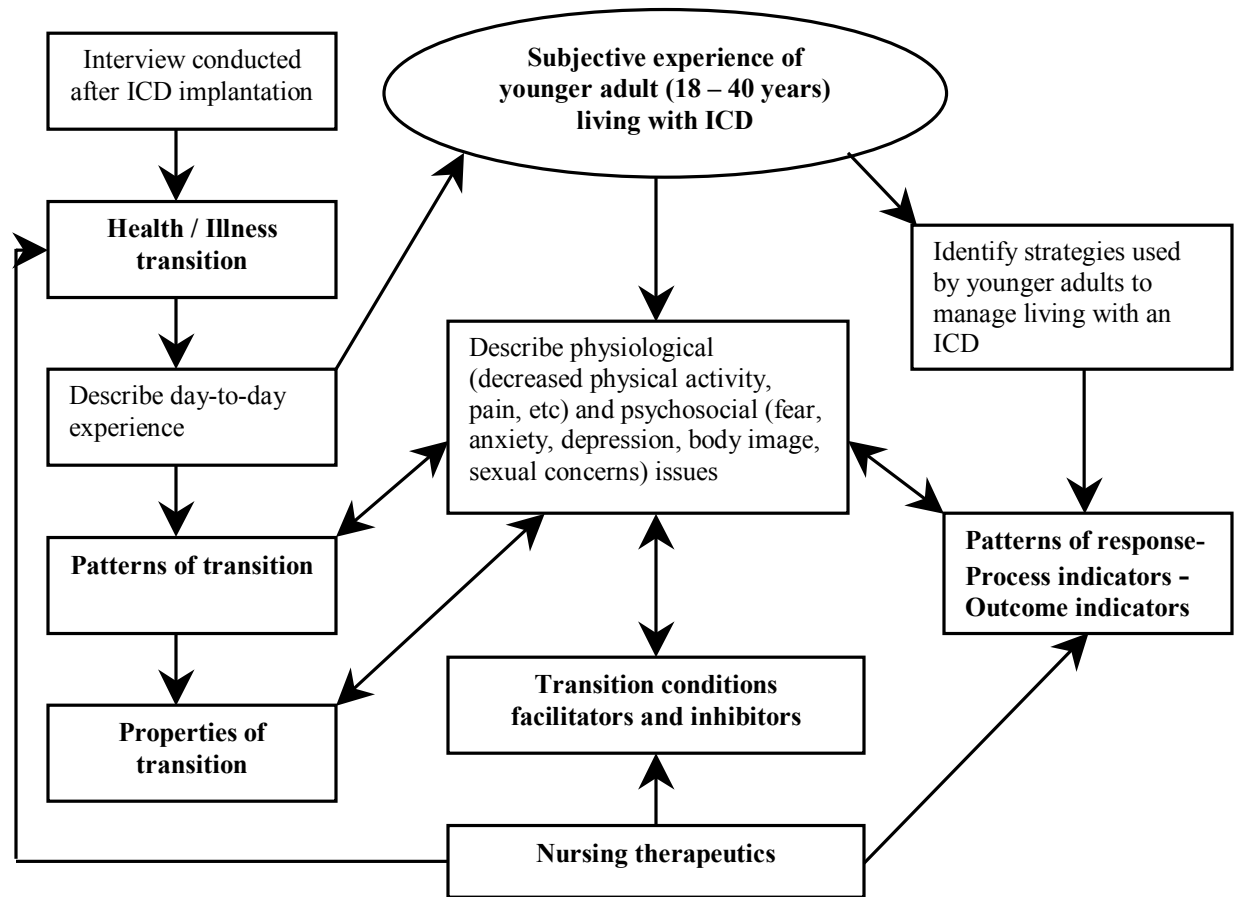 Interview conducted
after ICD implantation
Subjective experience of
younger adult (18 – 40 years)
living with ICD
Health / Illness
transition
Identify strategies used
by younger adults to
manage living with an
ICD
Describe day-to-day
experience
Describe physiological
(decreased physical activity,
pain, etc) and psychosocial (fear,
anxiety, depression, body image,
sexual concerns) issues
Patterns of transition
Patterns of response-
Process indicators -
Outcome indicators
Properties of
transition
Transition conditions
facilitators and inhibitors
Nursing therapeutics